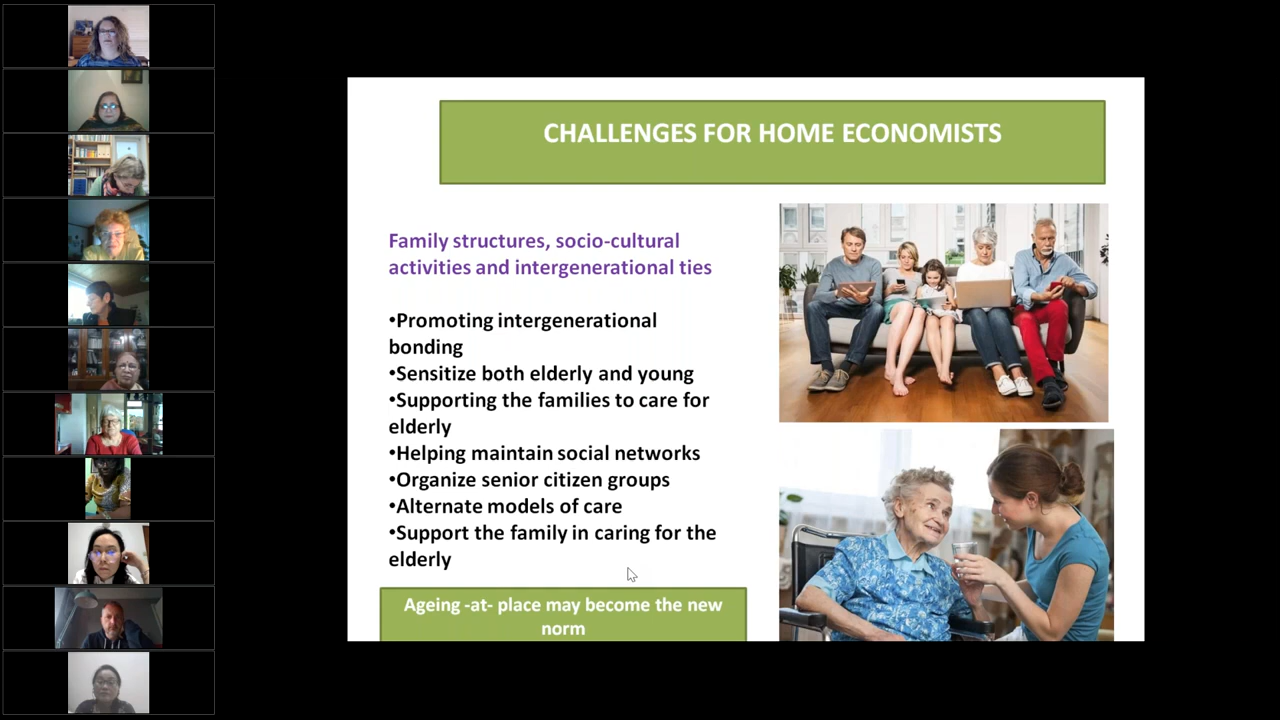 CHALLENGES FOR HOME ECONOMISTS
Family structures, socio-cultural
activities and intergenerational ties
•Promoting intergenerational
bonding
•Sensitize both elderly and young
•Supporting the families to care for
elderly
•Helping maintain social networks
•Organize senior citizen groups
•Alternate models of care
•Support the family in caring for the
elderly
Ageing -at- place may become the new
norm